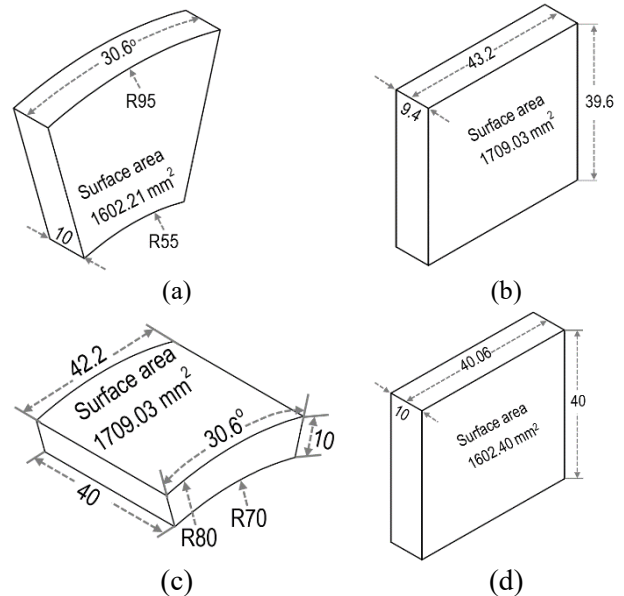 30.6°
R95
Surface area
1602.21 mm²
10
R55
(a)
43.2
9.4
39.6
Surface area
1709.03 mm²
(b)
42.2
Surface area
1709.03 mm²
30.6°
10
40
R80
R70
(c)
40.06
10
40
Surface area
1602.40 mm²
(d)